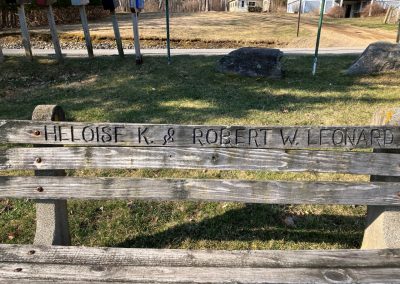 HELOISE K. & ROBERT W. LEONARD